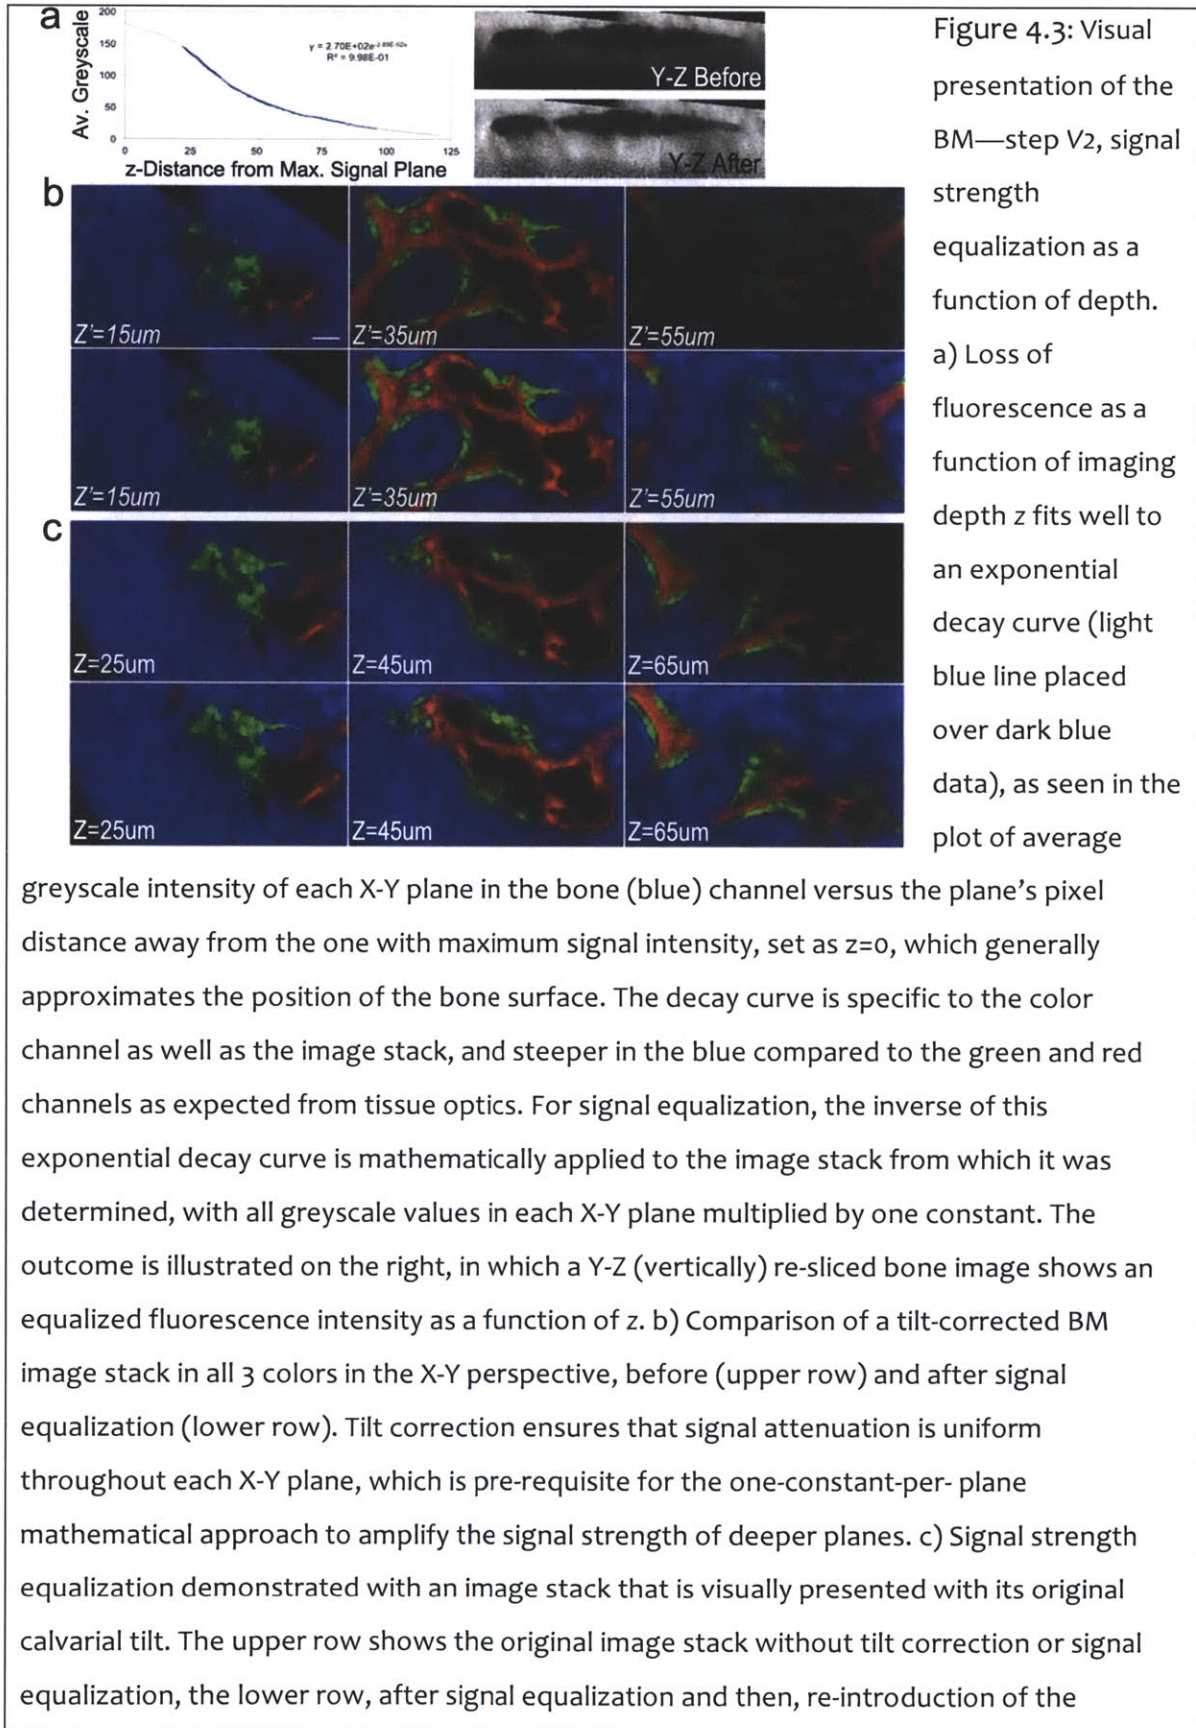 a
200
150
100
50
0
Av. Greyscale
y = 2.70E+02e
R² = 9.98E-01
0 25 50 75 100 125
z-Distance from Max. Signal Plane
Y-Z Before
Y-Z After
b
Z'=15um Z'=35um Z'=55um
Z'=15um Z'=35um Z'=55um
c
Z=25um Z=45um Z=65um
Z=25um Z=45um Z=65um
Figure 4.3: Visual
presentation of the
BM—step V2, signal
strength
equalization as a
function of depth.
a) Loss of
fluorescence as a
function of imaging
depth z fits well to
an exponential
decay curve (light
blue line placed
over dark blue
data), as seen in the
plot of average
greyscale intensity of each X-Y plane in the bone (blue) channel versus the plane's pixel
distance away from the one with maximum signal intensity, set as z=0, which generally
approximates the position of the bone surface. The decay curve is specific to the color
channel as well as the image stack, and steeper in the blue compared to the green and red
channels as expected from tissue optics. For signal equalization, the inverse of this
exponential decay curve is mathematically applied to the image stack from which it was
determined, with all greyscale values in each X-Y plane multiplied by one constant. The
outcome is illustrated on the right, in which a Y-Z (vertically) re-sliced bone image shows an
equalized fluorescence intensity as a function of z. b) Comparison of a tilt-corrected BM
image stack in all 3 colors in the X-Y perspective, before (upper row) and after signal
equalization (lower row). Tilt correction ensures that signal attenuation is uniform
throughout each X-Y plane, which is pre-requisite for the one-constant-per- plane
mathematical approach to amplify the signal strength of deeper planes. c) Signal strength
equalization demonstrated with an image stack that is visually presented with its original
calvarial tilt. The upper row shows the original image stack without tilt correction or signal
equalization, the lower row, after signal equalization and then, re-introduction of the